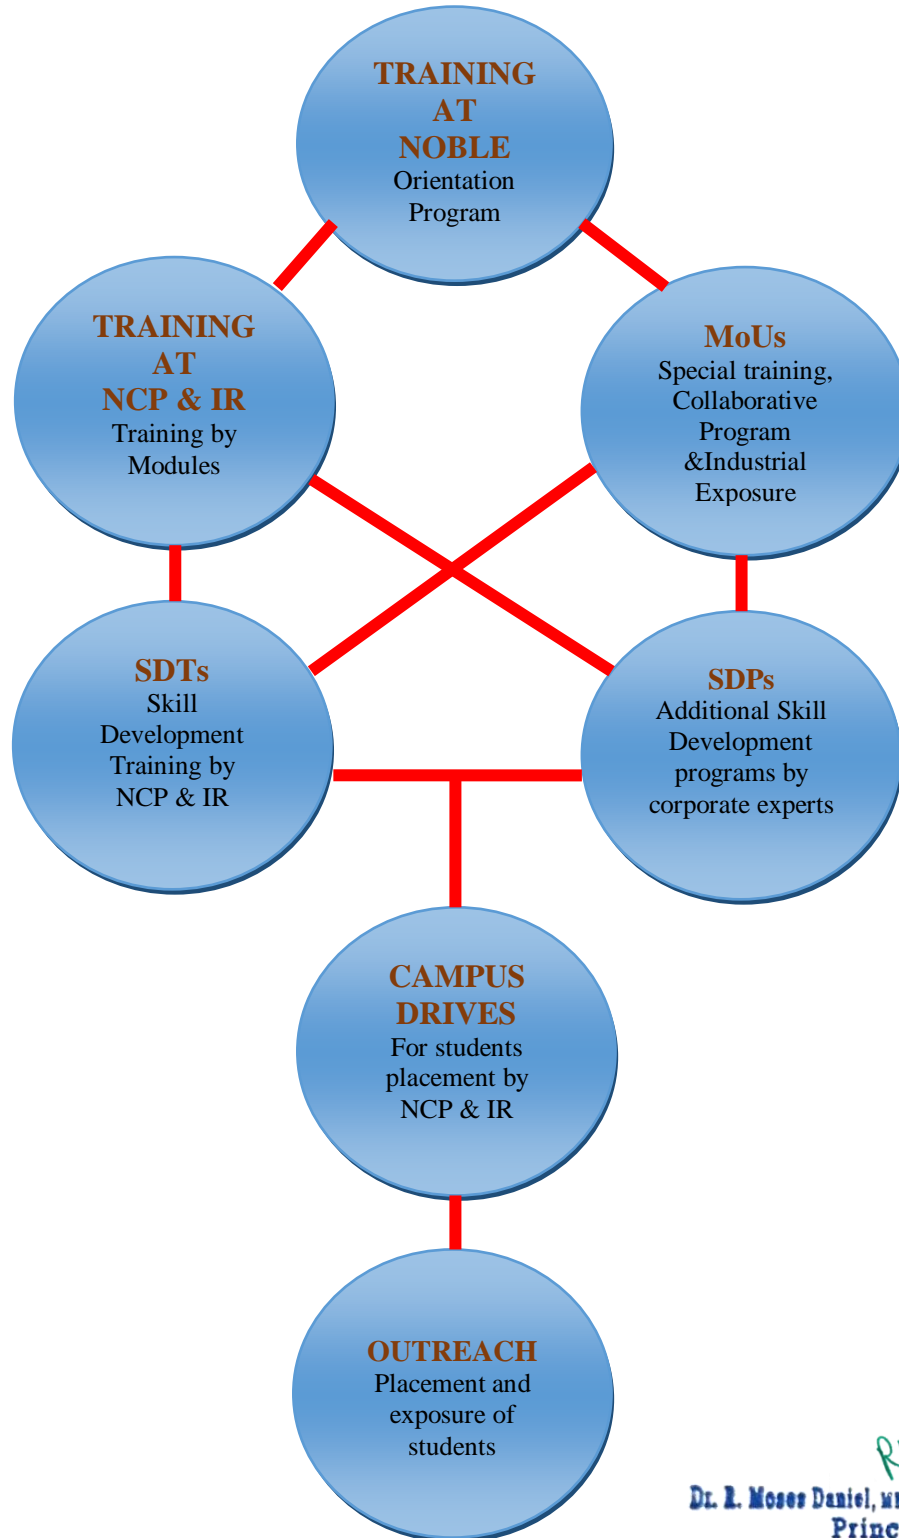 TRAINING
AT
NOBLE
Orientation
Program
TRAINING
AT
NCP & IR
Training by
Modules
MoUs
Special training,
Collaborative
Program
&Industrial
Exposure
SDTs
Skill
Development
Training by
NCP & IR
SDPs
Additional Skill
Development
programs by
corporate experts
CAMPUS
DRIVES
For students
placement by
NCP & IR
OUTREACH
Placement and
exposure of
students
Dr. R. Moses Daniel,
Princ